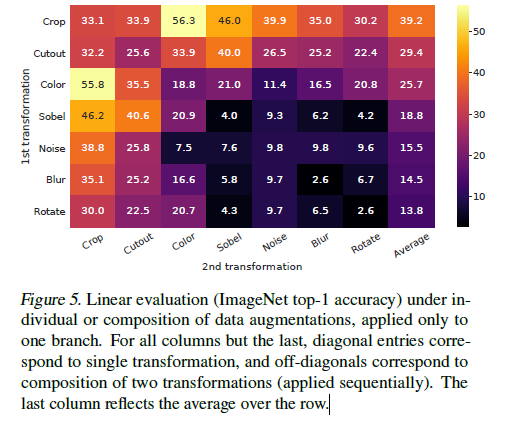 Crop 33.1 33.9 56.3 46.0 39.9 35.0 30.2 39.2
Cutout 32.2 25.6 33.9 40.0 26.5 25.2 22.4 29.4
Color 55.8 35.5 18.8 21.0 11.4 16.5 20.8 25.7
Sobel 46.2 40.6 20.9 4.0 9.3 6.2 4.2 18.8
Noise 38.8 25.8 7.5 7.6 9.8 9.8 9.6 15.5
Blur 35.1 25.2 16.6 5.8 9.7 2.6 6.7 14.5
Rotate 30.0 22.5 20.7 4.3 9.7 6.5 2.6 13.8
Crop Cutout Color Sobel Noise Blur Rotate Average
1st transformation
2nd transformation
50
40
30
20
10
Figure 5. Linear evaluation (ImageNet top-1 accuracy) under in-
dividual or composition of data augmentations, applied only to
one branch. For all columns but the last, diagonal entries corre-
spond to single transformation, and off-diagonals correspond to
composition of two transformations (applied sequentially). The
last column reflects the average over the row.